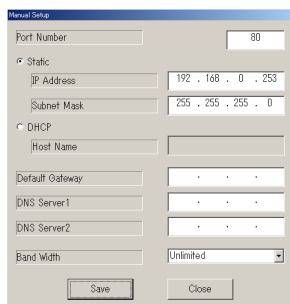 Manual Setup
Port Number 80
Static
IP Address 192 . 168 . 0 . 253
Subnet Mask 255 . 255 . 255 . 0
DHCP
Host Name
Default Gateway . . .
DNS Server1 . . .
DNS Server2 . . .
Band Width Unlimited
Save Close